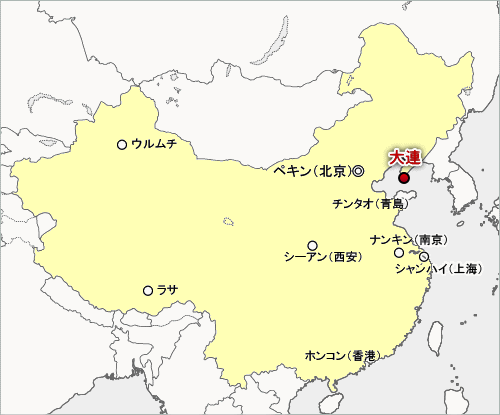 ウルムチ
大連
ペキン(北京)
チンタオ(青島)
ナンキン(南京)
シーアン(西安)
シャンハイ(上海)
ラサ
ホンコン(香港)